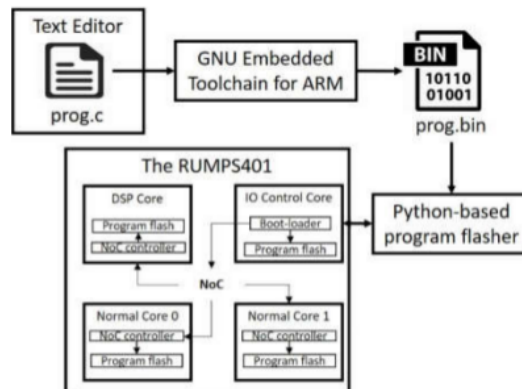 Text Editor
prog.c
GNU Embedded
Toolchain for ARM
BIN
10110
01001
prog.bin
The RUMPS401
DSP Core
Program flash
NoC controller
IO Control Core
Boot-loader
Program flash
Python-based
program flasher
NoC
Normal Core 0
NoC controller
Program flash
Normal Core 1
NoC controller
Program flash